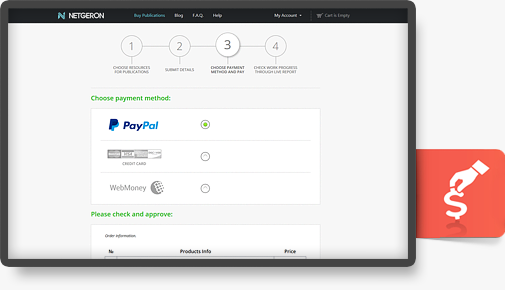 NETGERON
Buy Publications
Blog
F.A.Q.
Help
My Account
Cart is Empty
1
2
3
4
CHOOSE RESOURCES
FOR PUBLICATIONS
SUBMIT DETAILS
CHOOSE PAYMENT
METHOD AND PAY
CHECK WORK PROGRESS
THROUGH LIVE REPORT
Choose payment method:
PayPal
VISA
CREDIT CARD
WebMoney
Please check and approve:
Order Information:
№
Products Info
Price
$